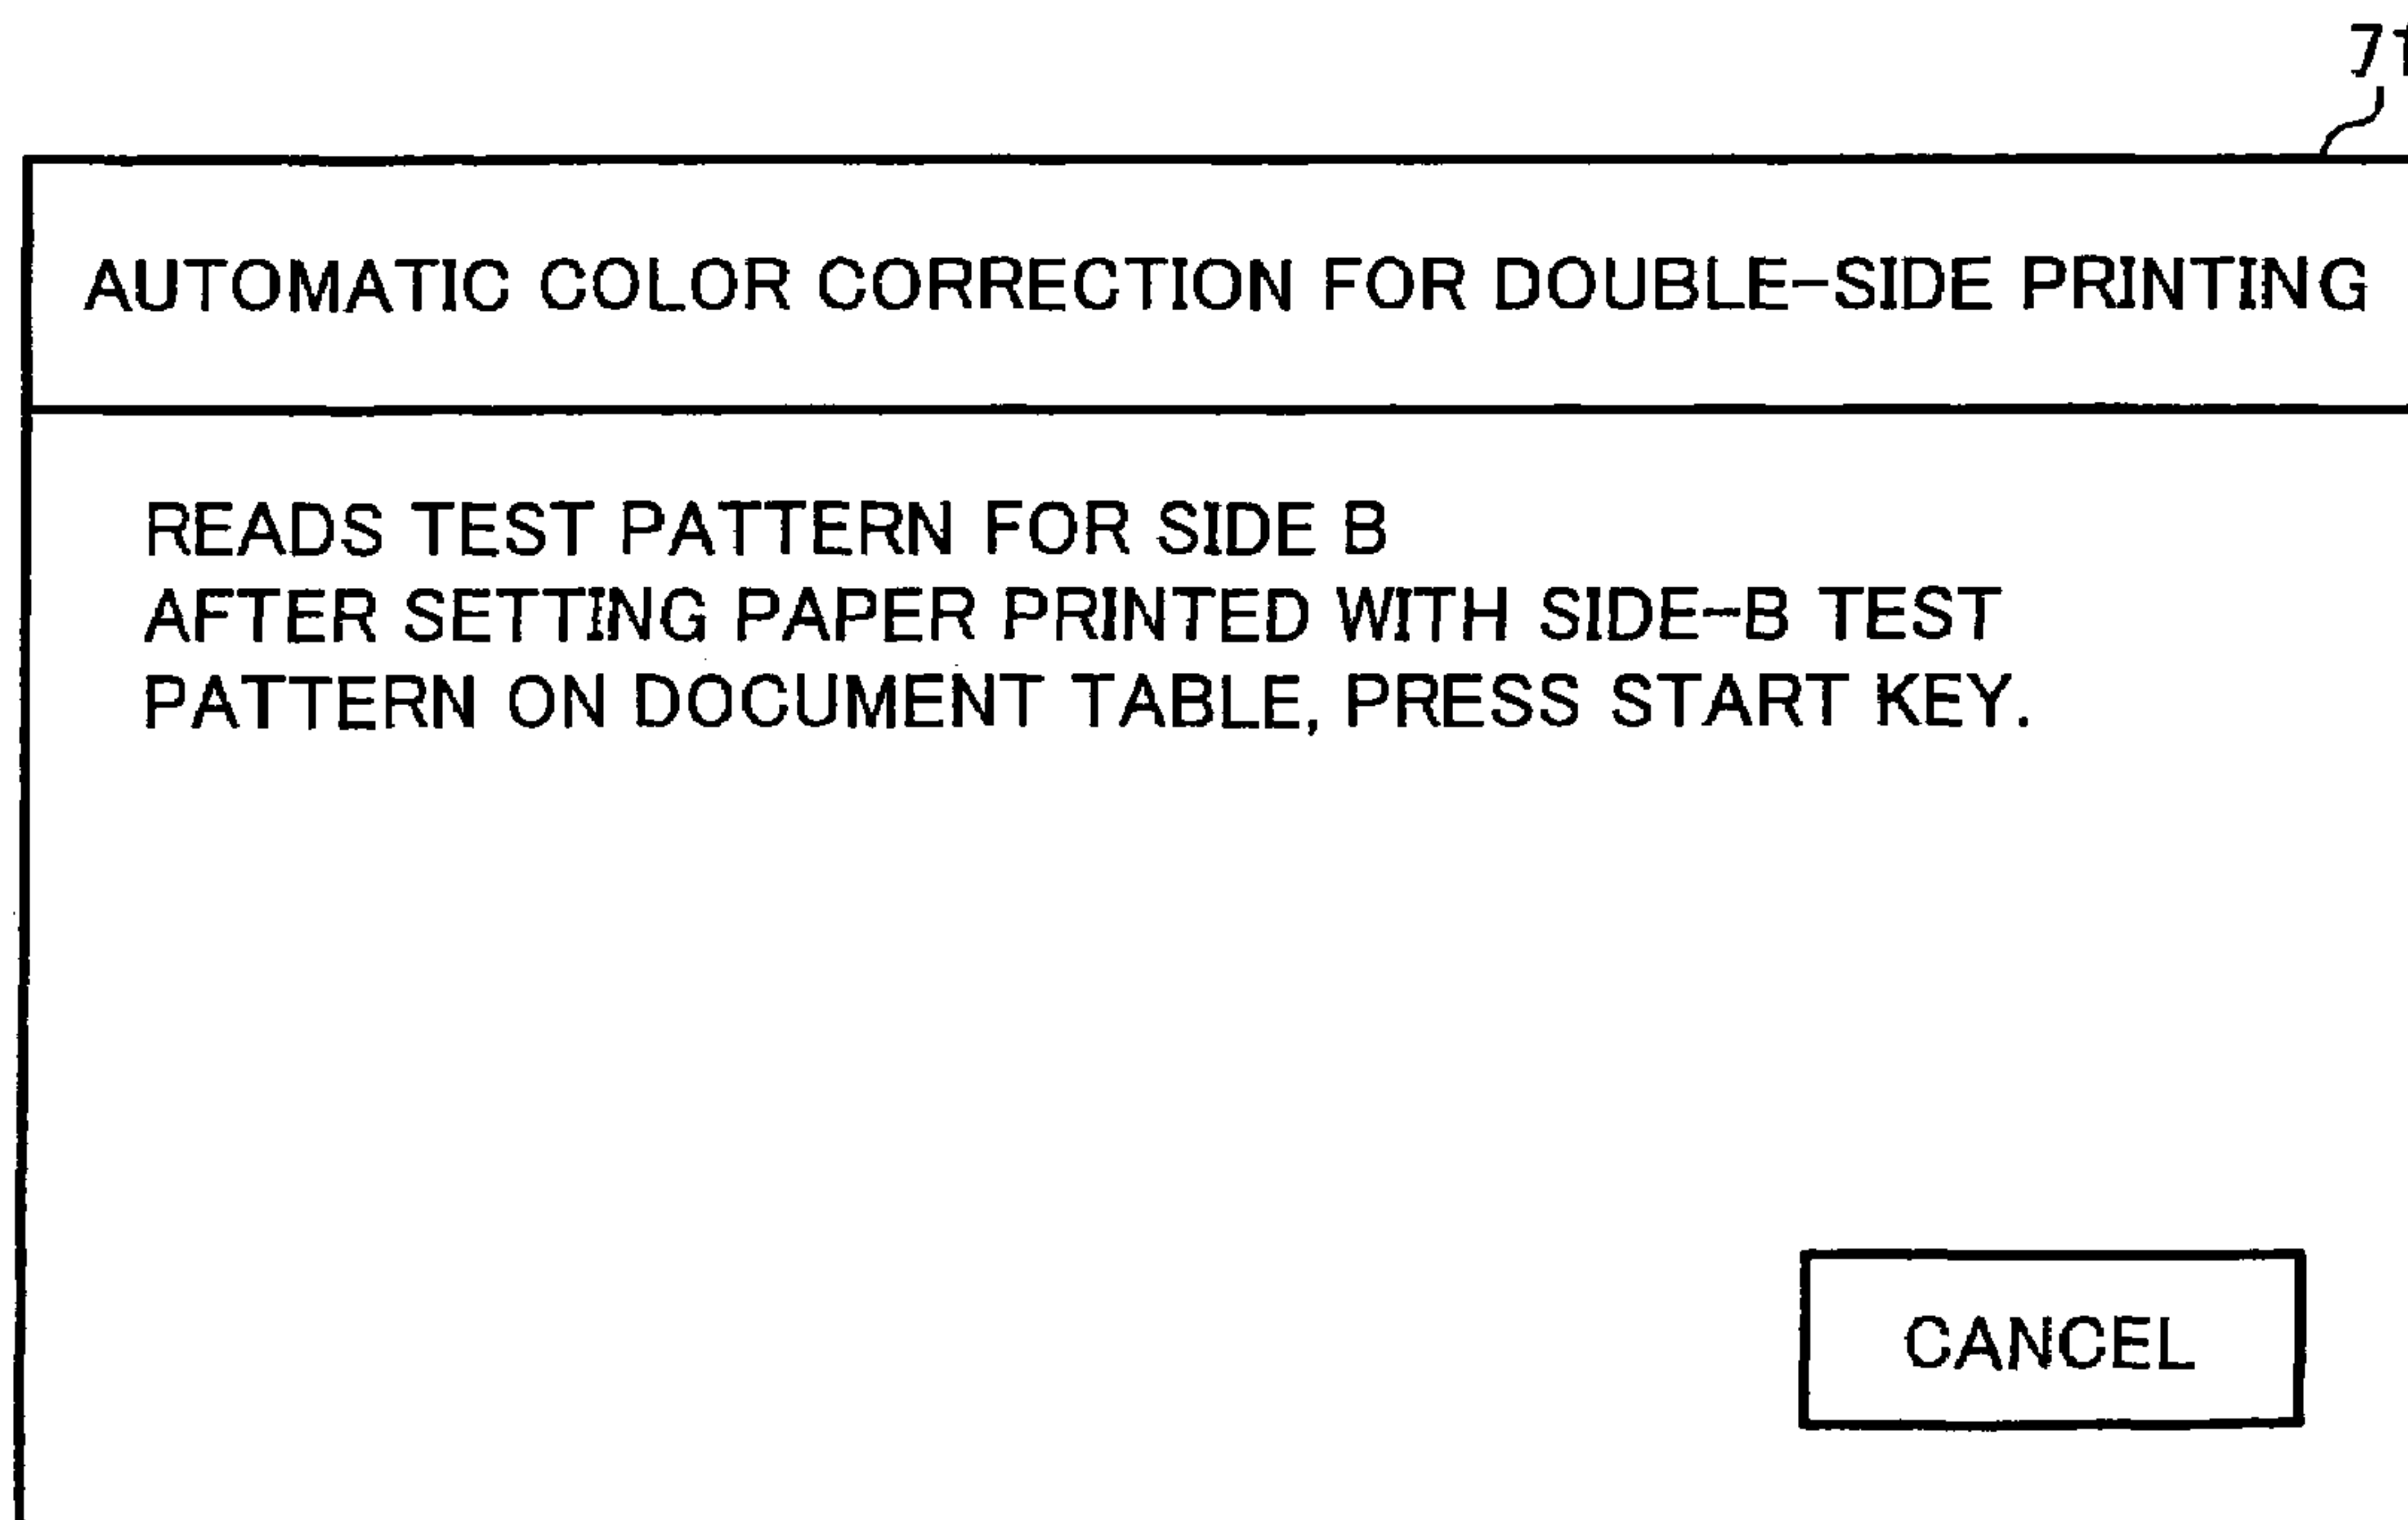 AUTOMATIC COLOR CORRECTION FOR DOUBLE-SIDE PRINTING
READS TEST PATTERN FOR SIDE B
AFTER SETTING PAPER PRINTED WITH SIDE-B TEST
PATTERN ON DOCUMENT TABLE, PRESS START KEY.
CANCEL